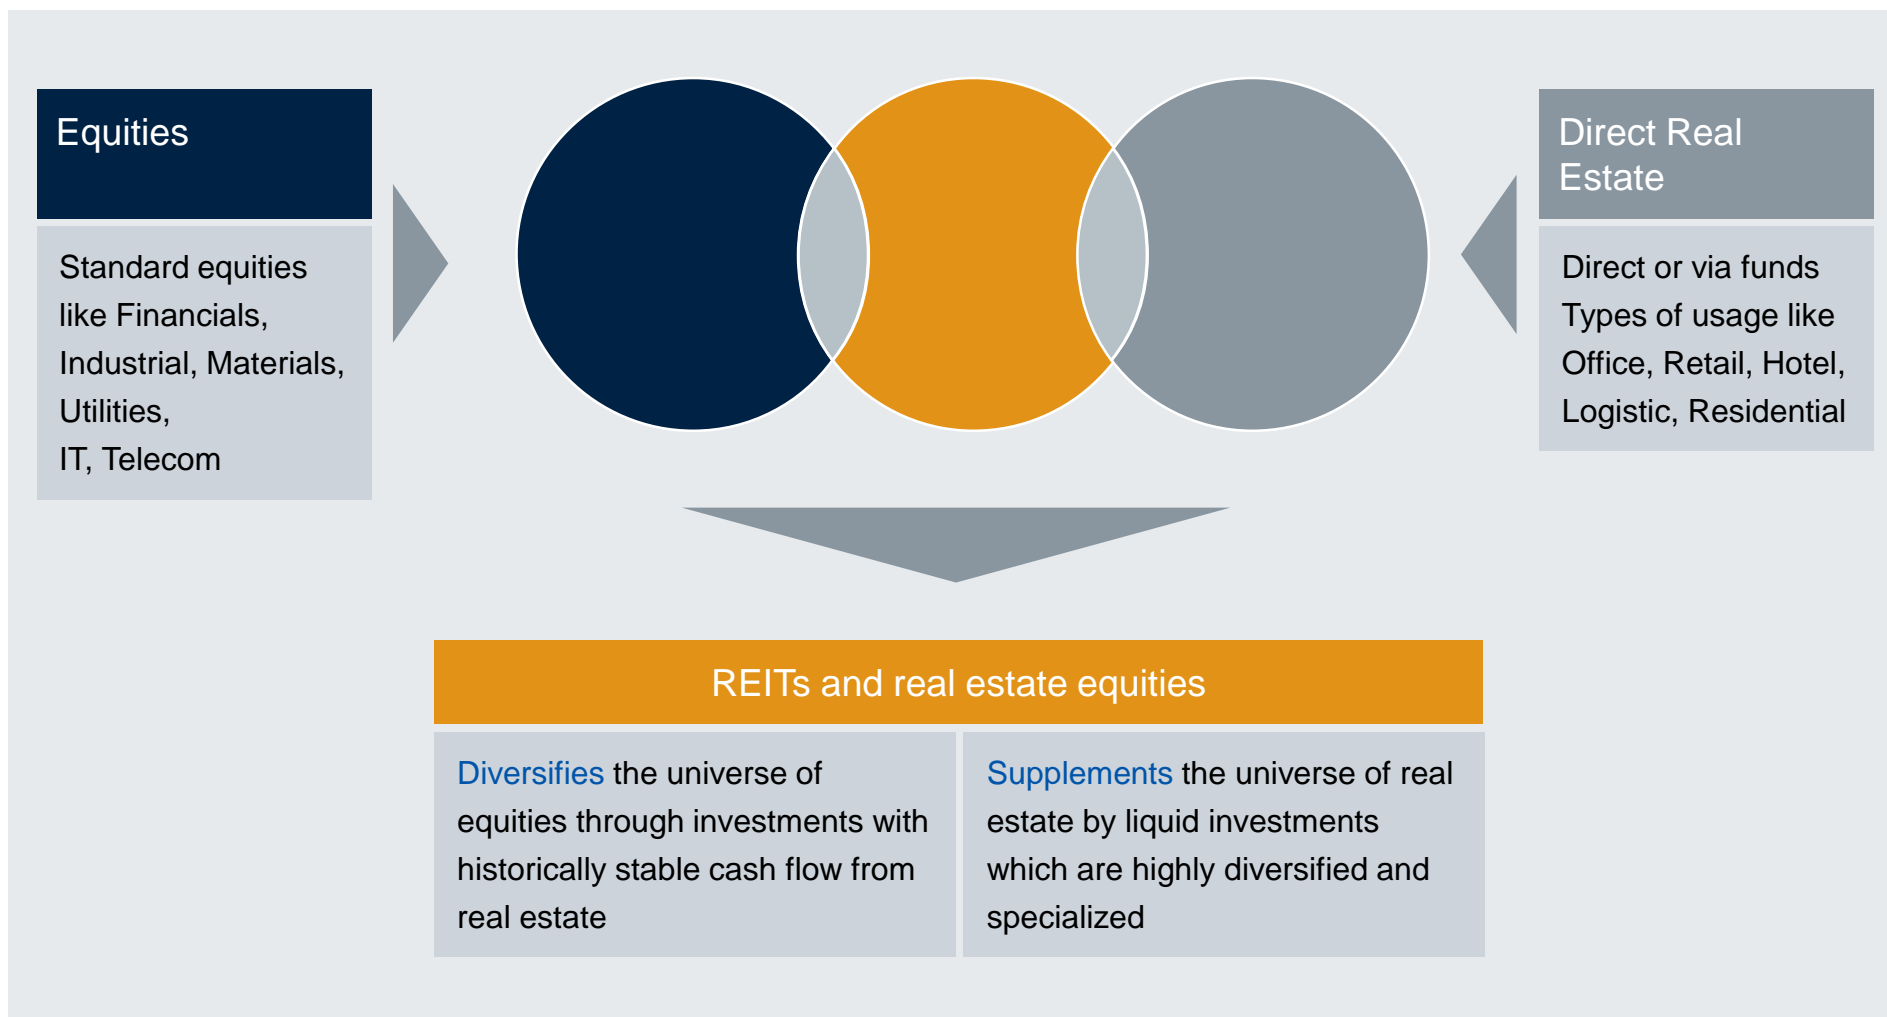 Equities
Standard equities
like Financials,
Industrial, Materials,
Utilities,
IT, Telecom
Direct Real
Estate
Direct or via funds
Types of usage like
Office, Retail, Hotel,
Logistic, Residential
REITs and real estate equities
Diversifies the universe of
equities through investments with
historically stable cash flow from
real estate
Supplements the universe of real
estate by liquid investments
which are highly diversified and
specialized